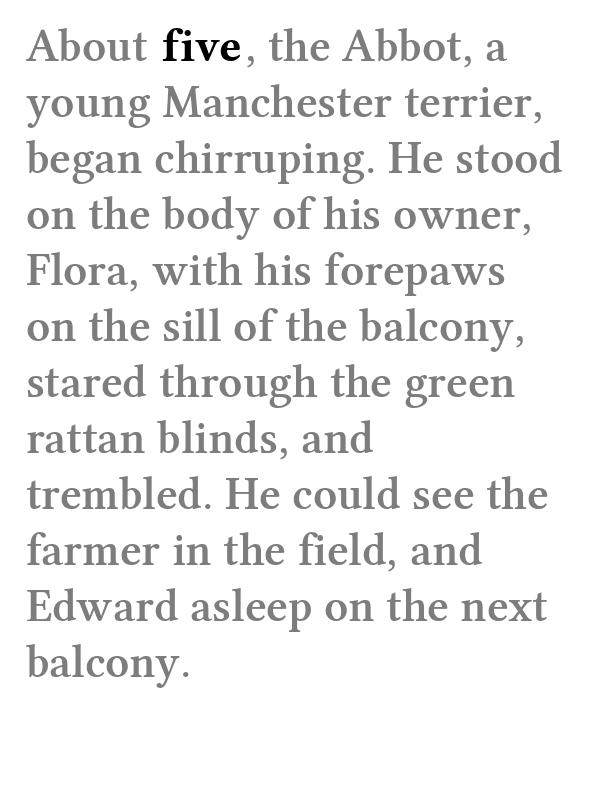 About five, the Abbot, a
young Manchester terrier,
began chirruping. He stood
on the body of his owner,
Flora, with his forepaws
on the sill of the balcony,
stared through the green
rattan blinds, and
trembled. He could see the
farmer in the field, and
Edward asleep on the next
balcony.